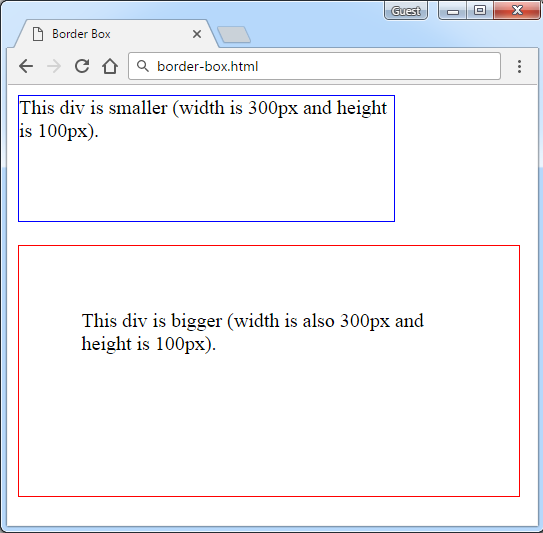 Guest
Border Box
border-box.html
This div is smaller (width is 300px and height
is 100px).
This div is bigger (width is also 300px and
height is 100px).